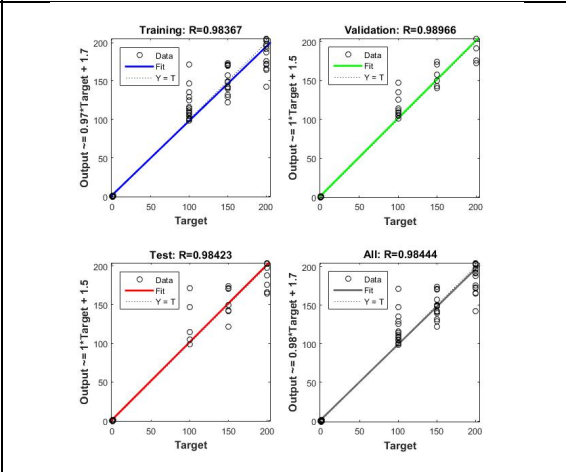 Training: R=0.98367
Output ~= 0.97*Target + 1.7
200
150
100
50
0
Data
Fit
Y = T
0 50 100 150 200
Target
Validation: R=0.98966
Output ~= 1*Target + 1.5
200
150
100
50
0
Data
Fit
Y = T
0 50 100 150 200
Target
Test: R=0.98423
Output ~= 1*Target + 1.5
200
150
100
50
0
Data
Fit
Y = T
0 50 100 150 200
Target
All: R=0.98444
Output ~= 0.98*Target + 1.7
200
150
100
50
0
Data
Fit
Y = T
0 50 100 150 200
Target